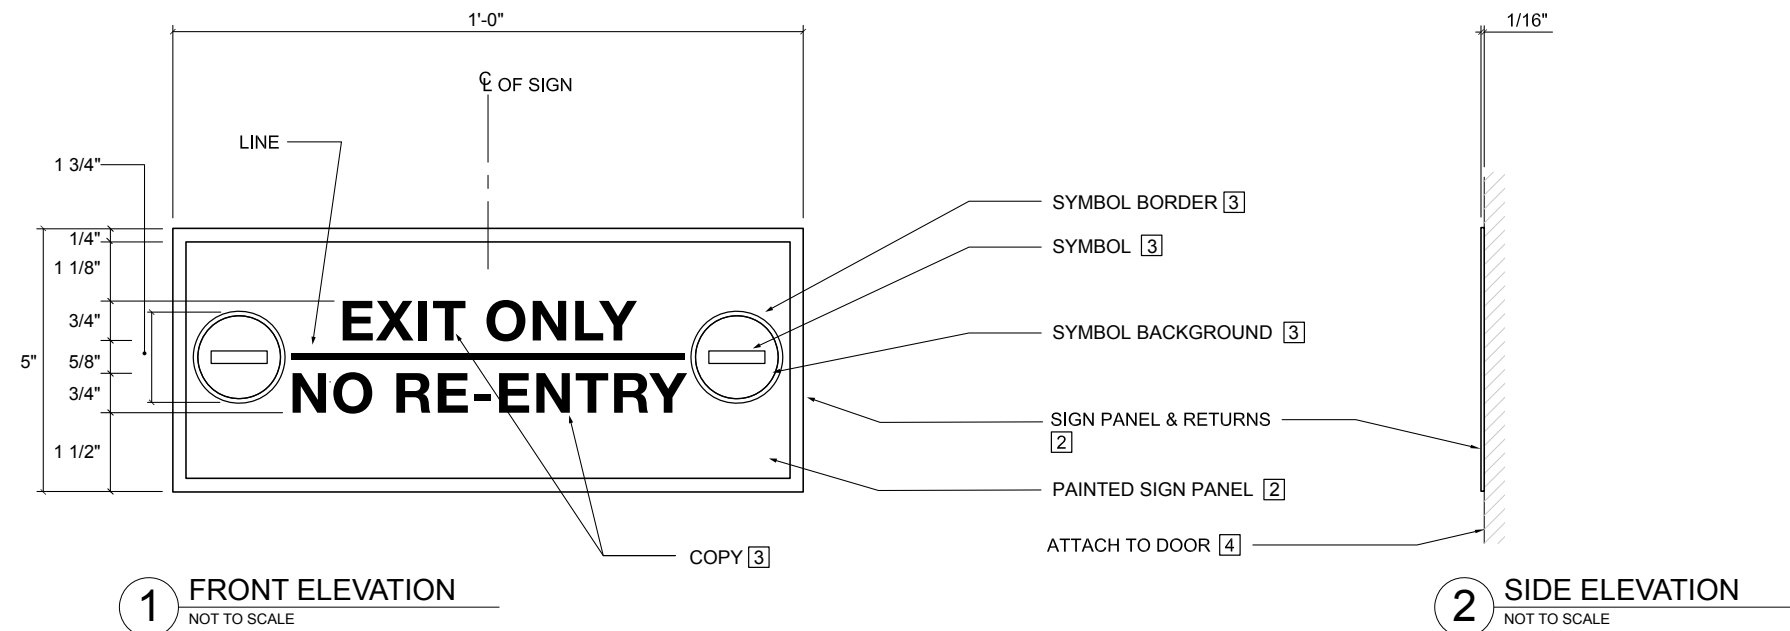 1'-0"
1/16"
℄ OF SIGN
LINE
1 3/4"
SYMBOL BORDER 3
1/4"
SYMBOL 3
1 1/8"
EXIT ONLY
3/4"
SYMBOL BACKGROUND 3
5"
5/8"
NO RE-ENTRY
3/4"
SIGN PANEL & RETURNS
2
1 1/2"
PAINTED SIGN PANEL 2
ATTACH TO DOOR 4
COPY 3
1 FRONT ELEVATION
NOT TO SCALE
2 SIDE ELEVATION
NOT TO SCALE